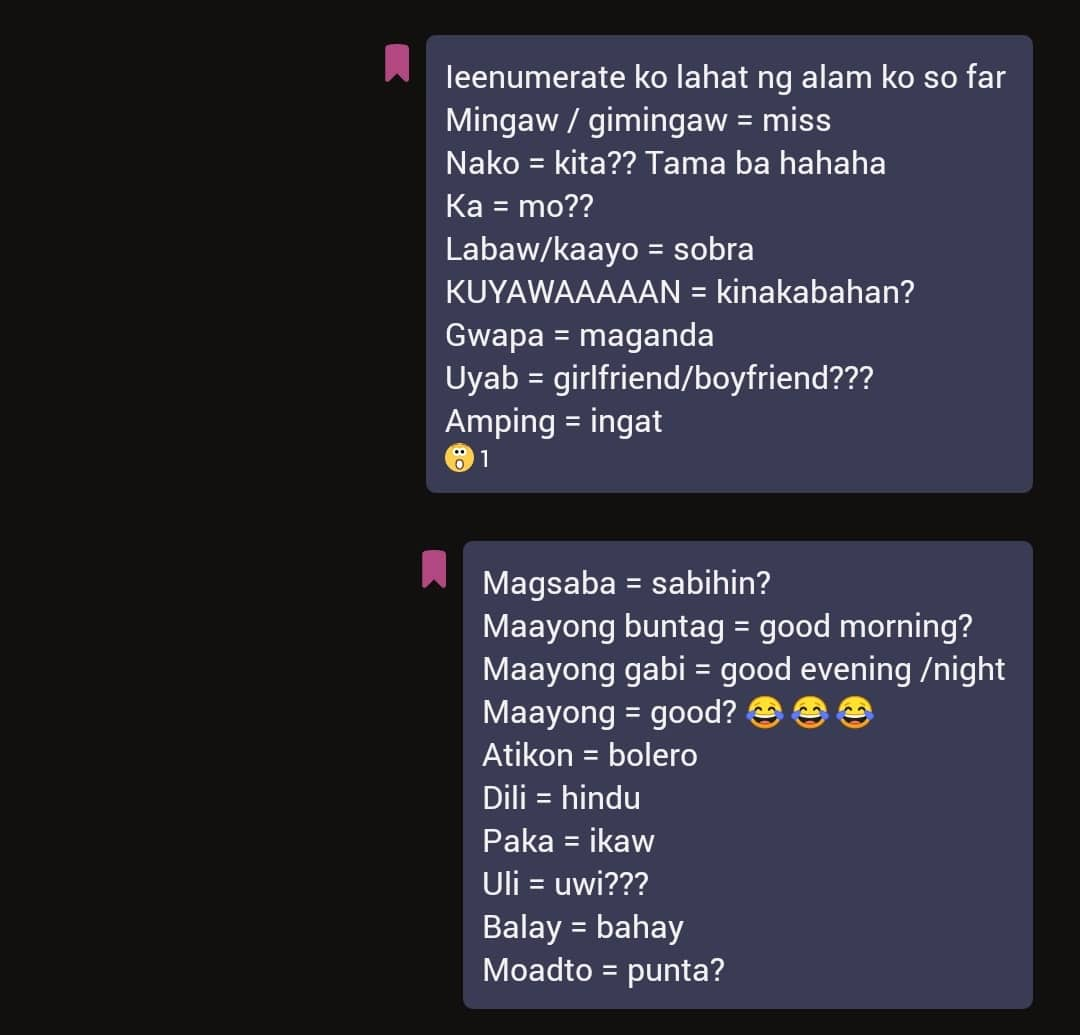 Ieenumerate ko lahat ng alam ko so far
Mingaw / gimingaw = miss
Nako = kita?? Tama ba hahaha
Ka = mo??
Labaw/kaayo = sobra
KUYAWAAAAAN = kinakabahan?
Gwapa = maganda
Uyab = girlfriend/boyfriend???
Amping = ingat
😲 1
Magsaba = sabihin?
Maayong buntag = good morning?
Maayong gabi = good evening /night
Maayong = good? 😂 😂 😂
Atikon = bolero
Dili = hindu
Paka = ikaw
Uli = uwi???
Balay = bahay
Moadto = punta?